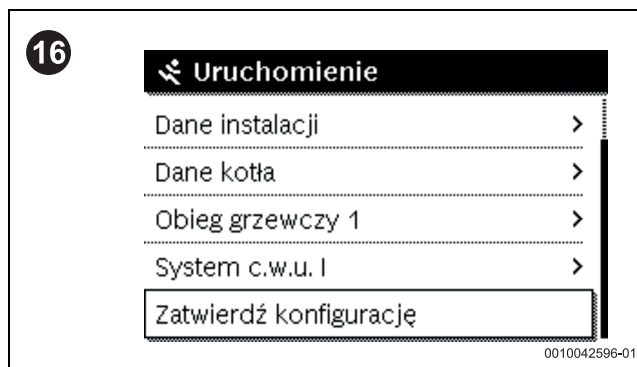 16
Uruchomienie
Dane instalacji >
Dane kotła >
Obieg grzewczy 1 >
System c.w.u. I >
Zatwierdź konfigurację
0010042596-01